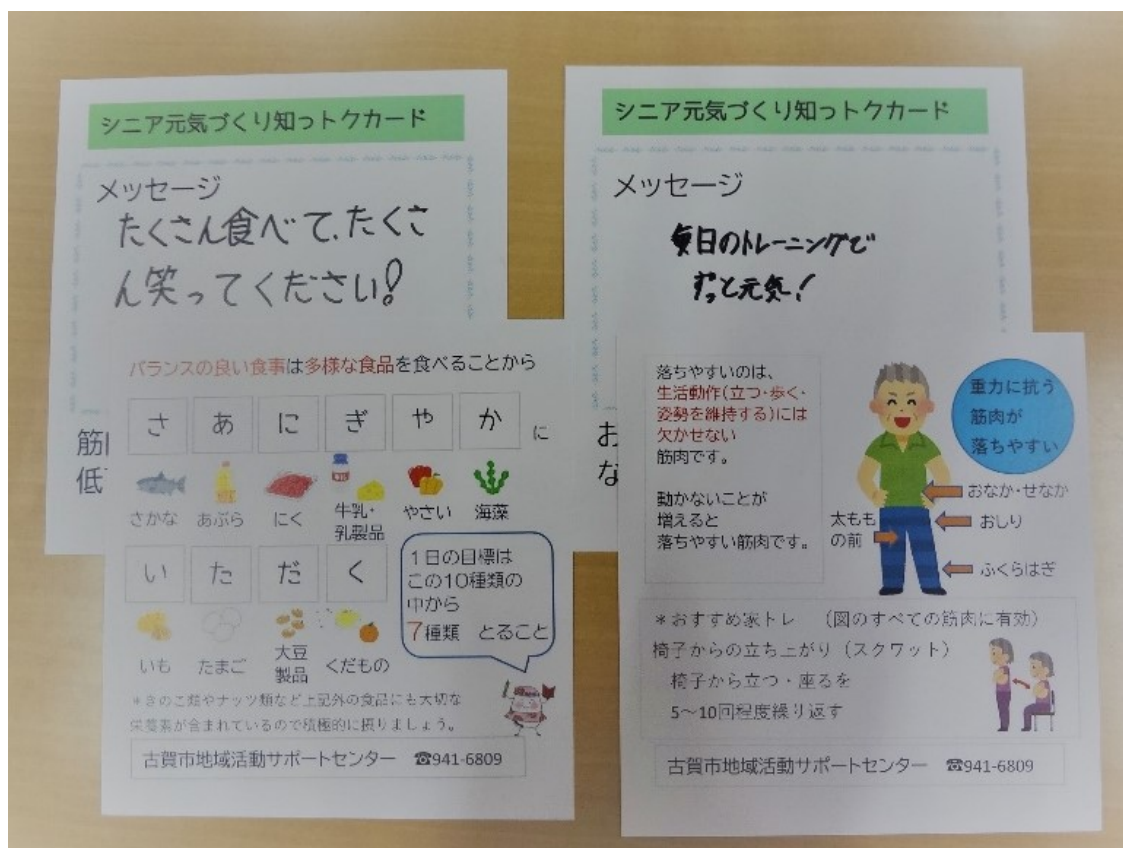 シニア元気づくり知っトクカード
メッセージ
たくさん食べて、たくさ
ん笑ってください!
筋
低
バランスの良い食事は多様な食品を食べることから
さ あ に ぎ や か に
さかな あぶら にく 牛乳・乳製品 やさい 海藻
い た だ く
いも たまご 大豆製品 くだもの
1日の目標は
この10種類の
中から
7種類 とること
*きのこ類やナッツ類など上記外の食品にも大切な
栄養素が含まれているので積極的に摂りましょう。
古賀市地域活動サポートセンター ☎941-6809
シニア元気づくり知っトクカード
メッセージ
毎日のトレーニングで
ずっと元気!
お
な
落ちやすいのは、
生活動作(立つ・歩く・
姿勢を維持する)には
欠かせない
筋肉です。
動かないことが
増えると
落ちやすい筋肉です。
重力に抗う
筋肉が
落ちやすい
おなか・せなか
おしり
太もも
の前
ふくらはぎ
*おすすめ家トレ (図のすべての筋肉に有効)
椅子からの立ち上がり(スクワット)
椅子から立つ・座るを
5~10回程度繰り返す
古賀市地域活動サポートセンター ☎941-6809